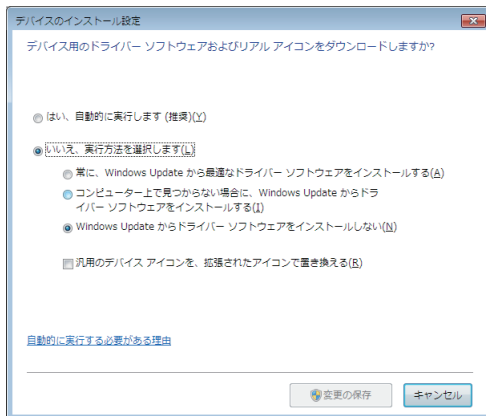 デバイスのインストール設定
デバイス用のドライバー ソフトウェアおよびリアル アイコンをダウンロードしますか?
はい、自動的に実行します (推奨)(Y)
いいえ、実行方法を選択します(L)
常に、Windows Update から最適なドライバー ソフトウェアをインストールする(A)
コンピューター上で見つからない場合に、Windows Update からドラ
イバー ソフトウェアをインストールする(I)
Windows Update からドライバー ソフトウェアをインストールしない(N)
汎用のデバイス アイコンを、拡張されたアイコンで置き換える(R)
自動的に実行する必要がある理由
変更の保存
キャンセル